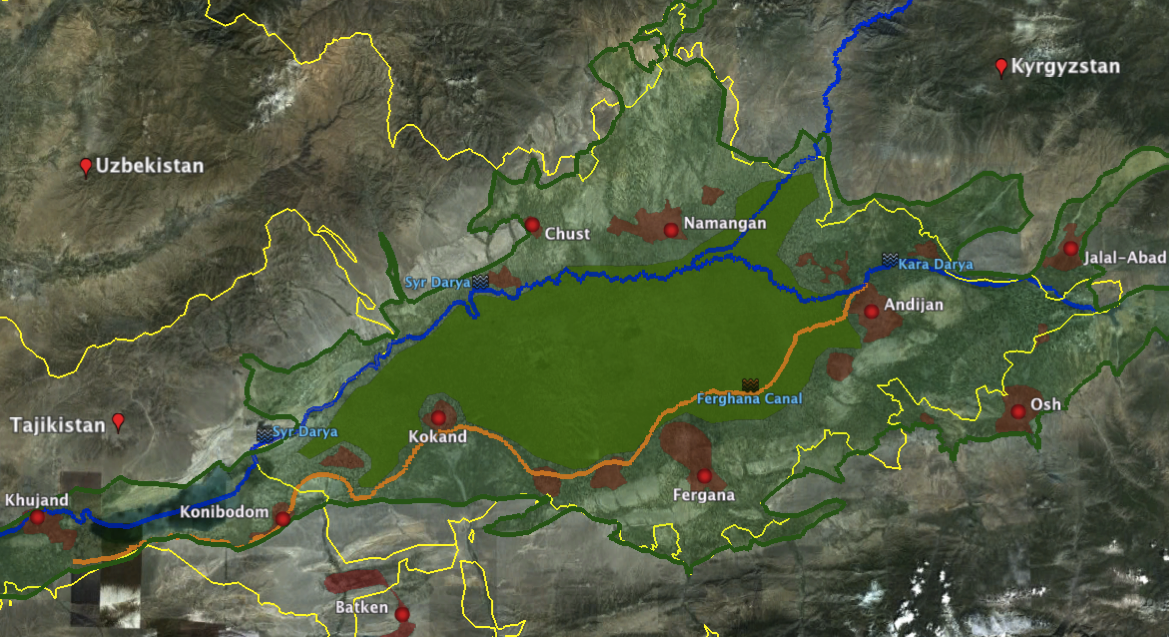 Kyrgyzstan
Uzbekistan
Namangan
Chust
Jalal-Abad
Kara Darya
Syr Darya
Andijan
Ferghana Canal
Osh
Tajikistan
Syr Darya
Kokand
Fergana
Khujand
Konibodom
Batken